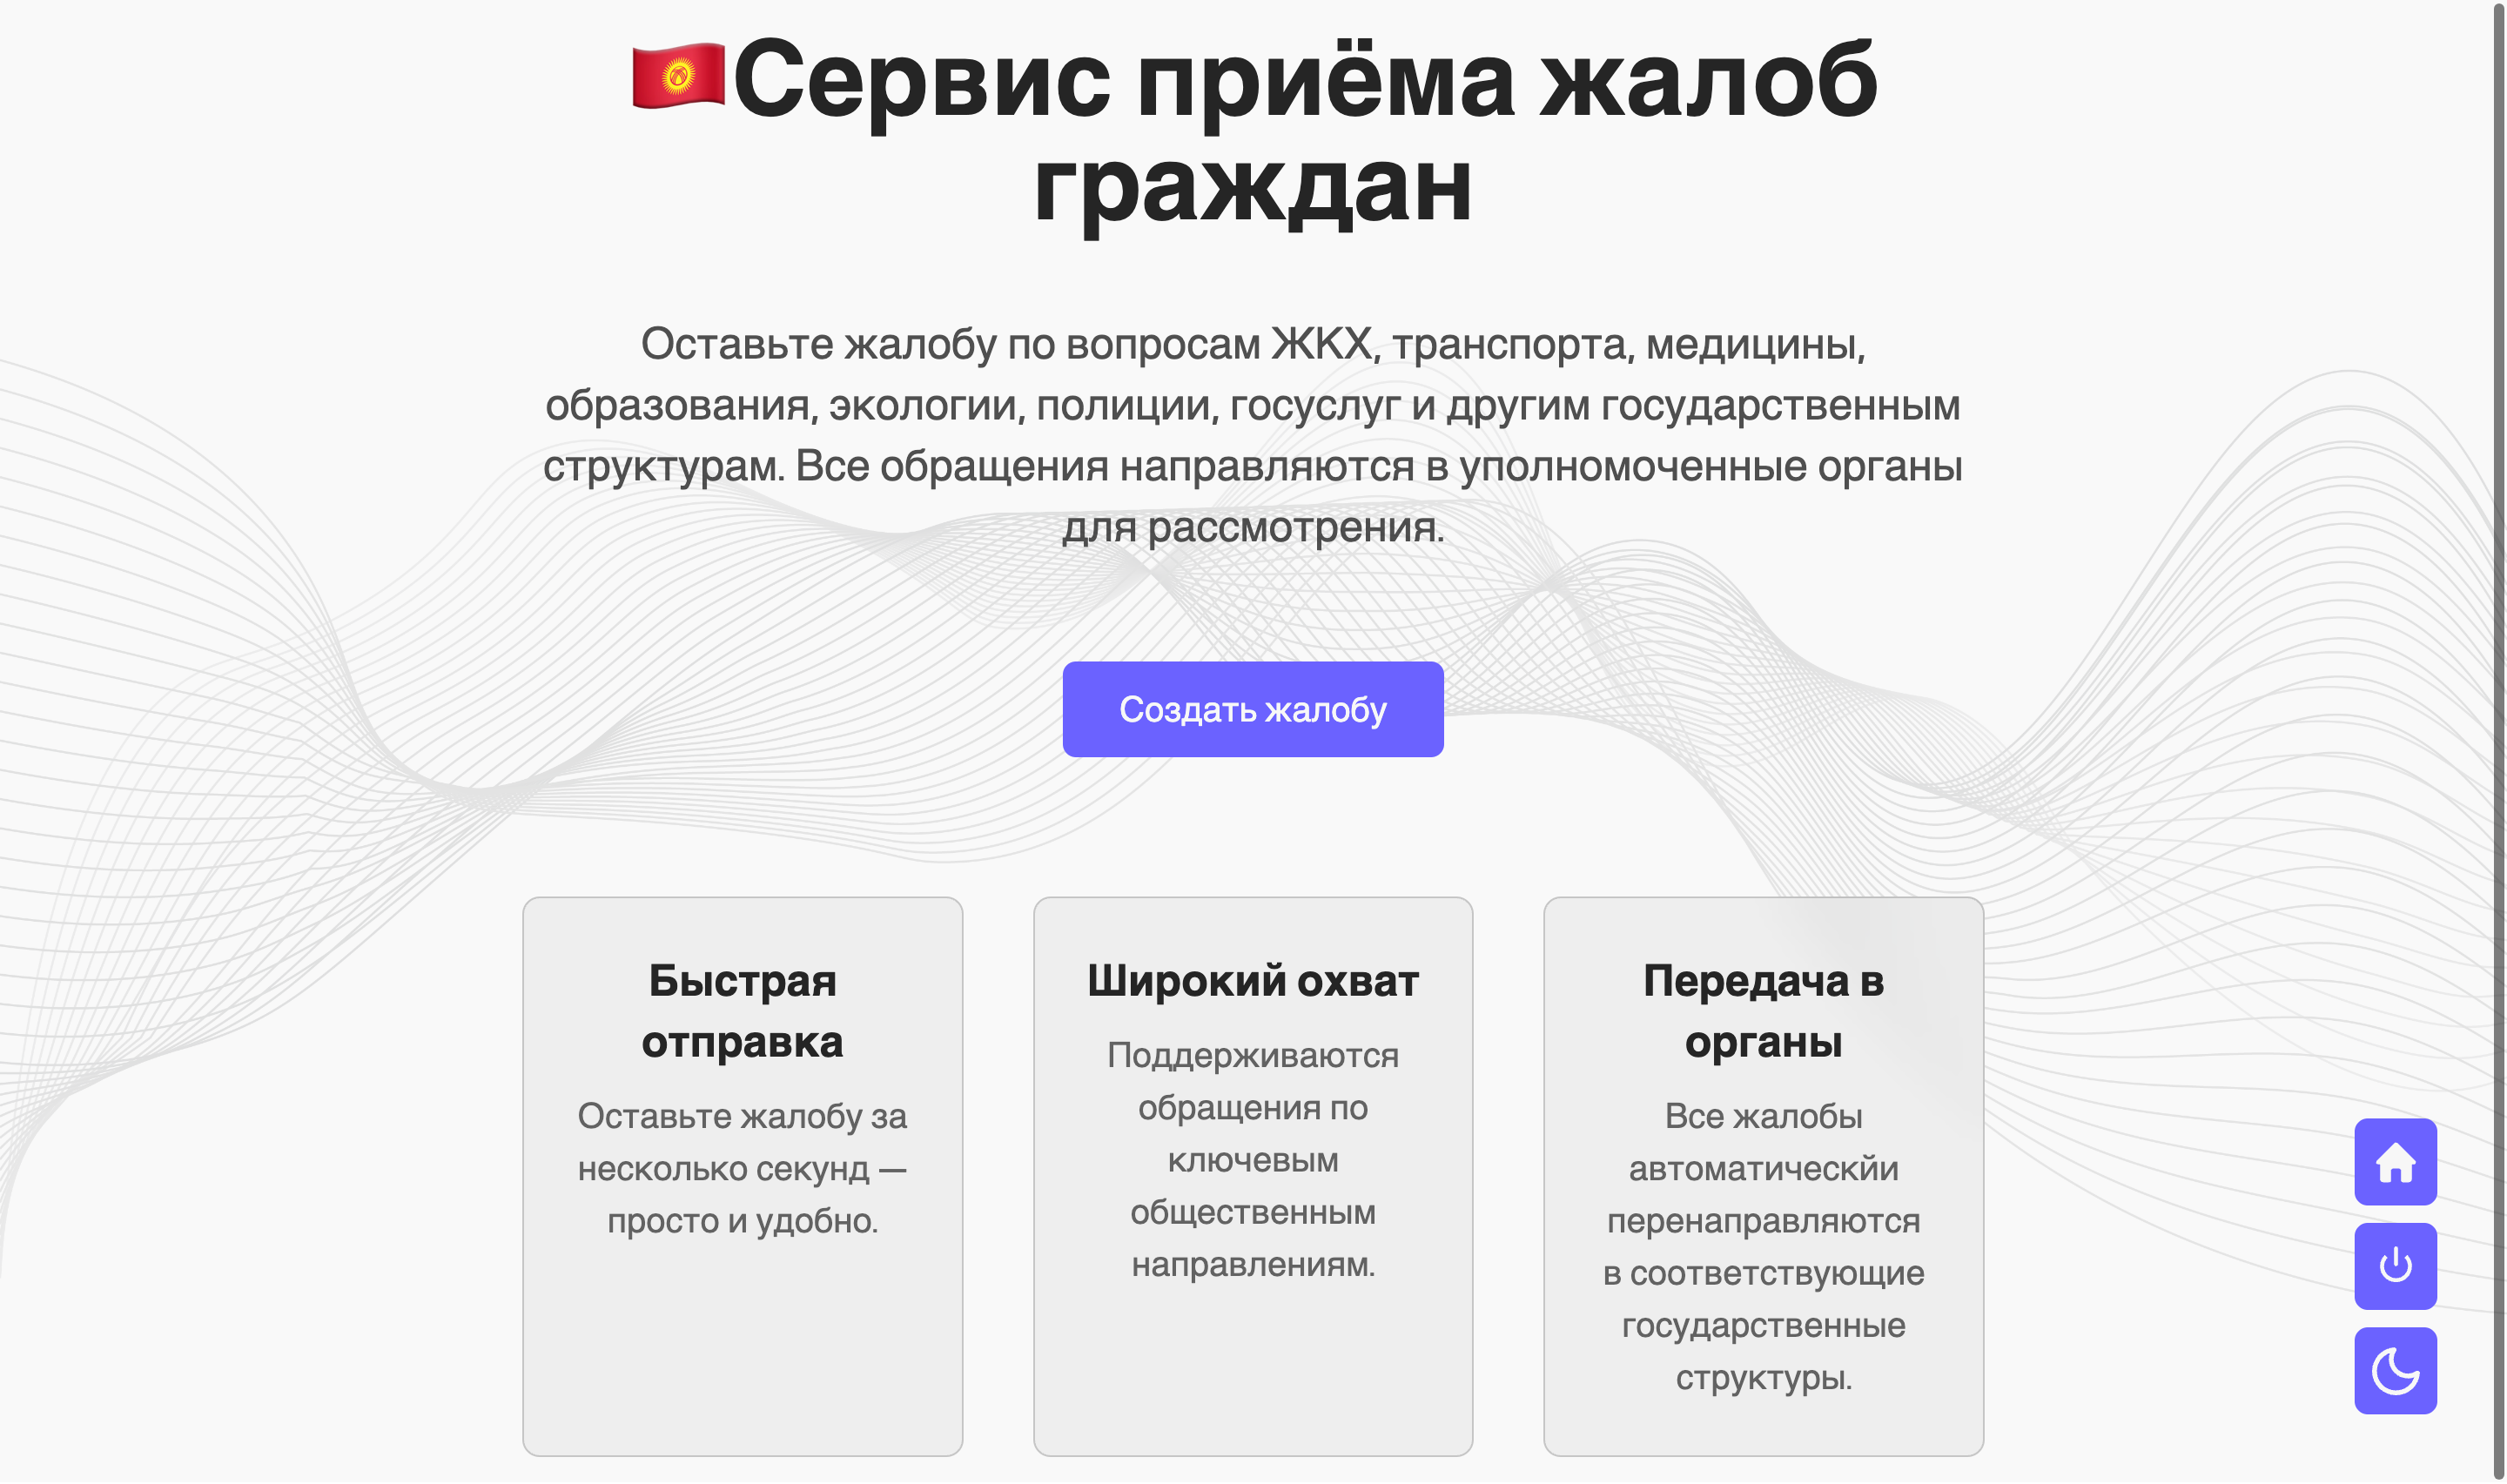 🇰🇬Сервис приёма жалоб
граждан
Оставьте жалобу по вопросам ЖКХ, транспорта, медицины,
образования, экологии, полиции, госуслуг и другим государственным
структурам. Все обращения направляются в уполномоченные органы
для рассмотрения.
Создать жалобу
Быстрая
отправка
Оставьте жалобу за
несколько секунд —
просто и удобно.
Широкий охват
Поддерживаются
обращения по
ключевым
общественным
направлениям.
Передача в
органы
Все жалобы
автоматическйи
перенаправляются
в соответствующие
государственные
структуры.